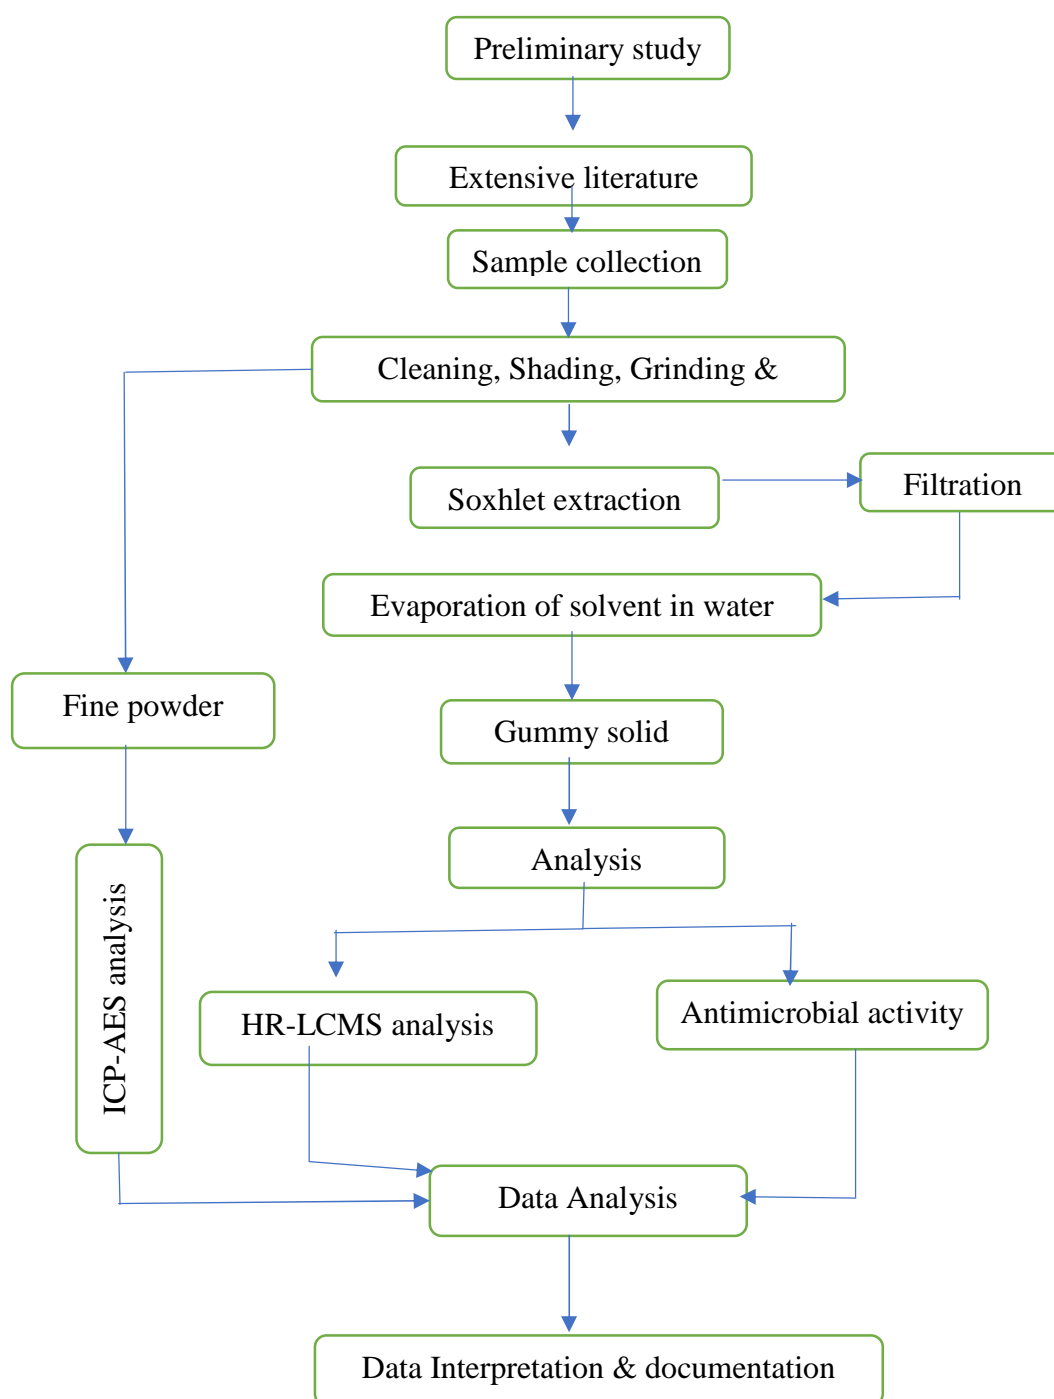 Preliminary study
Extensive literature
Sample collection
Cleaning, Shading, Grinding &
Soxhlet extraction
Filtration
Evaporation of solvent in water
Fine powder
Gummy solid
Analysis
ICP-AES analysis
HR-LCMS analysis
Antimicrobial activity
Data Analysis
Data Interpretation & documentation